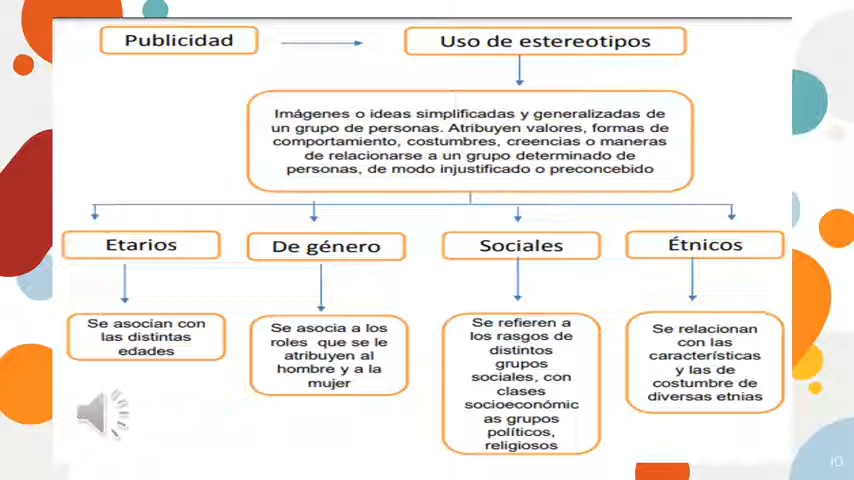 Publicidad
Uso de estereotipos
Imágenes o ideas simplificadas y generalizadas de
un grupo de personas. Atribuyen valores, formas de
comportamiento, costumbres, creencias o maneras
de relacionarse a un grupo determinado de
personas, de modo injustificado o preconcebido
Etarios
De género
Sociales
Étnicos
Se asocian con
las distintas
edades
Se asocia a los
roles que se le
atribuyen al
hombre y a la
mujer
Se refieren a
los rasgos de
distintos
grupos
sociales, con
clases
socioeconómic
as grupos
políticos,
religiosos
Se relacionan
con las
características
y las de
costumbre de
diversas etnias
10